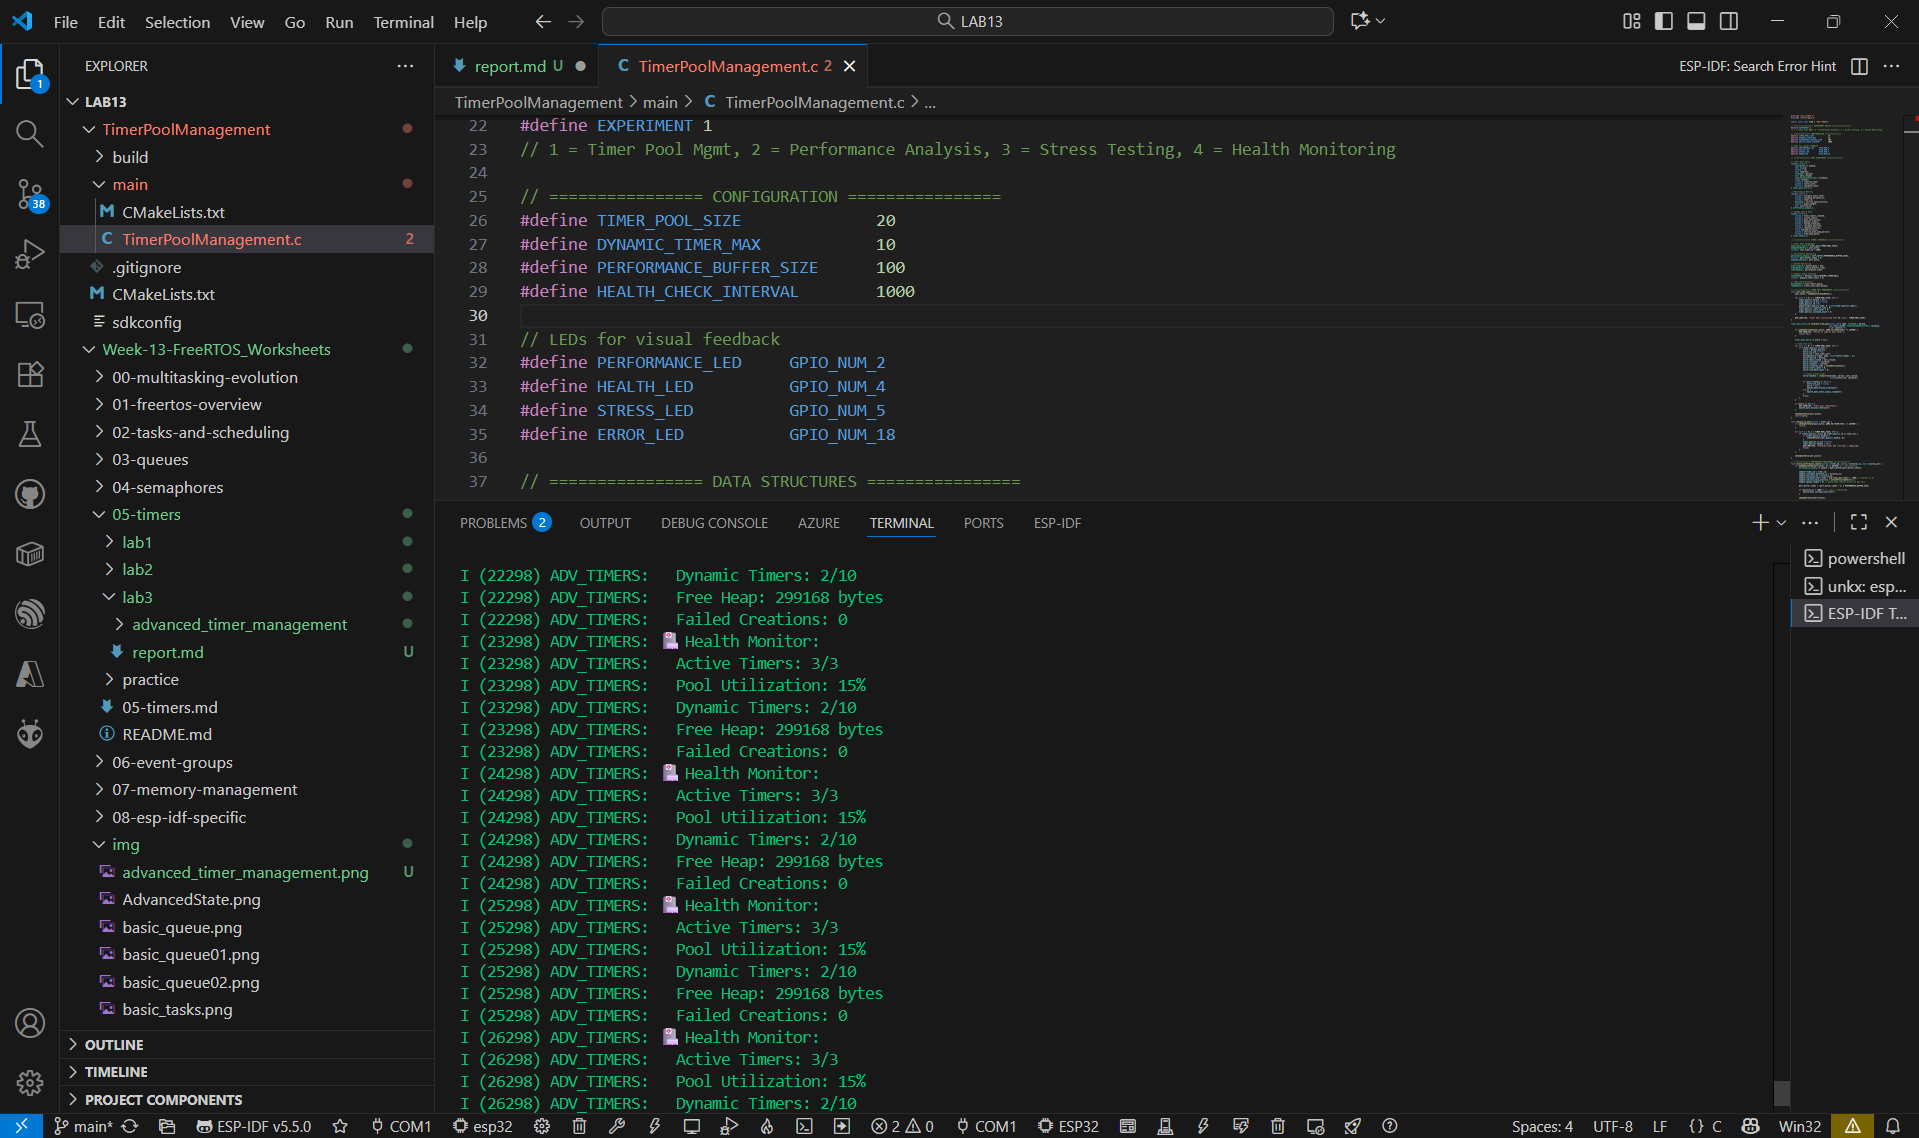 File Edit Selection View Go Run Terminal Help
LAB13
EXPLORER
LAB13
TimerPoolManagement
build
main
CMakeLists.txt
TimerPoolManagement.c 2
.gitignore
CMakeLists.txt
sdkconfig
Week-13-FreeRTOS_Worksheets
00-multitasking-evolution
01-freertos-overview
02-tasks-and-scheduling
03-queues
04-semaphores
05-timers
lab1
lab2
lab3
advanced_timer_management
report.md U
practice
05-timers.md
README.md
06-event-groups
07-memory-management
08-esp-idf-specific
img
advanced_timer_management.png U
AdvancedState.png
basic_queue.png
basic_queue01.png
basic_queue02.png
basic_tasks.png
OUTLINE
TIMELINE
PROJECT COMPONENTS
1
38
report.md U
TimerPoolManagement.c 2
ESP-IDF: Search Error Hint
TimerPoolManagement > main > C TimerPoolManagement.c > ...
22 #define EXPERIMENT 1
23 // 1 = Timer Pool Mgmt, 2 = Performance Analysis, 3 = Stress Testing, 4 = Health Monitoring
24
25 // ================ CONFIGURATION ================
26 #define TIMER_POOL_SIZE 20
27 #define DYNAMIC_TIMER_MAX 10
28 #define PERFORMANCE_BUFFER_SIZE 100
29 #define HEALTH_CHECK_INTERVAL 1000
30
31 // LEDs for visual feedback
32 #define PERFORMANCE_LED GPIO_NUM_2
33 #define HEALTH_LED GPIO_NUM_4
34 #define STRESS_LED GPIO_NUM_5
35 #define ERROR_LED GPIO_NUM_18
36
37 // ================ DATA STRUCTURES ================
PROBLEMS 2 OUTPUT DEBUG CONSOLE AZURE TERMINAL PORTS ESP-IDF
I (22298) ADV_TIMERS: Dynamic Timers: 2/10
I (22298) ADV_TIMERS: Free Heap: 299168 bytes
I (22298) ADV_TIMERS: Failed Creations: 0
I (23298) ADV_TIMERS: 🏥 Health Monitor:
I (23298) ADV_TIMERS: Active Timers: 3/3
I (23298) ADV_TIMERS: Pool Utilization: 15%
I (23298) ADV_TIMERS: Dynamic Timers: 2/10
I (23298) ADV_TIMERS: Free Heap: 299168 bytes
I (23298) ADV_TIMERS: Failed Creations: 0
I (24298) ADV_TIMERS: 🏥 Health Monitor:
I (24298) ADV_TIMERS: Active Timers: 3/3
I (24298) ADV_TIMERS: Pool Utilization: 15%
I (24298) ADV_TIMERS: Dynamic Timers: 2/10
I (24298) ADV_TIMERS: Free Heap: 299168 bytes
I (24298) ADV_TIMERS: Failed Creations: 0
I (25298) ADV_TIMERS: 🏥 Health Monitor:
I (25298) ADV_TIMERS: Active Timers: 3/3
I (25298) ADV_TIMERS: Pool Utilization: 15%
I (25298) ADV_TIMERS: Dynamic Timers: 2/10
I (25298) ADV_TIMERS: Free Heap: 299168 bytes
I (25298) ADV_TIMERS: Failed Creations: 0
I (26298) ADV_TIMERS: 🏥 Health Monitor:
I (26298) ADV_TIMERS: Active Timers: 3/3
I (26298) ADV_TIMERS: Pool Utilization: 15%
I (26298) ADV_TIMERS: Dynamic Timers: 2/10
powershell
unkx: esp...
ESP-IDF T...
main* ESP-IDF v5.5.0 COM1 esp32 2 0 COM1 ESP32 Spaces: 4 UTF-8 LF {} C Win32